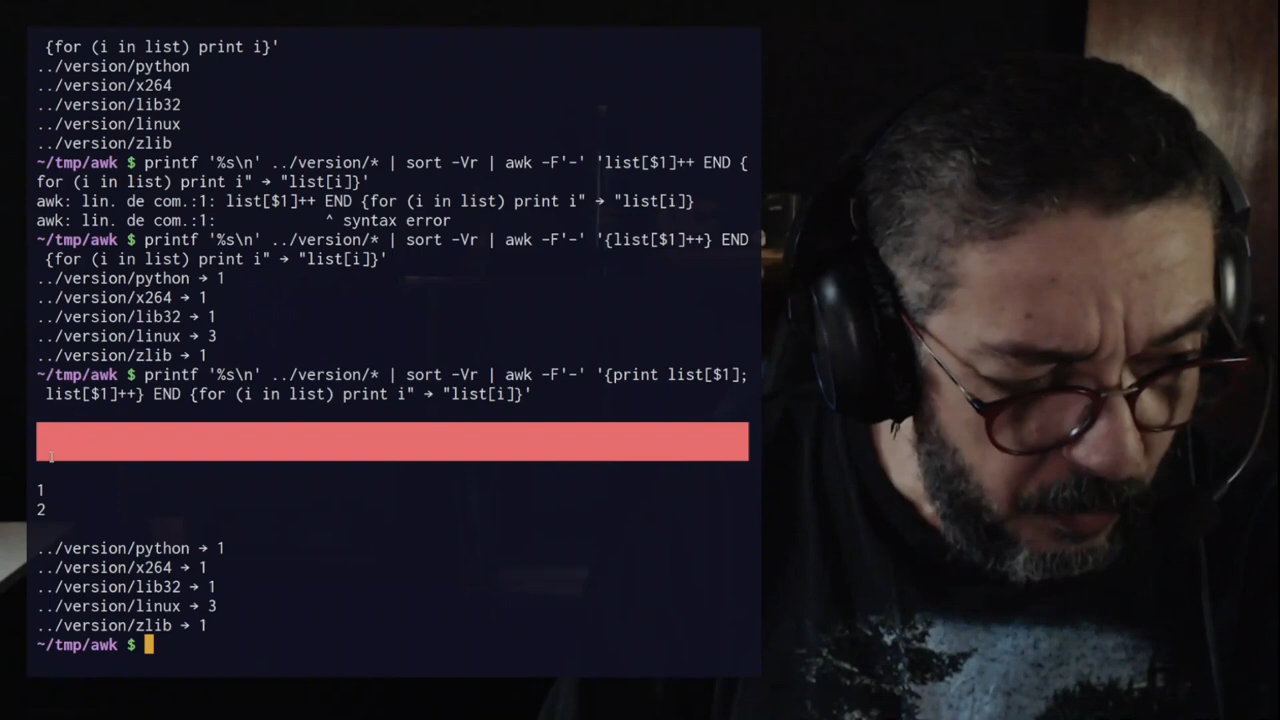 {for (i in list) print i}'
../version/python
../version/x264
../version/lib32
../version/linux
../version/zlib
~/tmp/awk $ printf '%s\n' ../version/* | sort -Vr | awk -F'-' 'list[$1]++ END {
for (i in list) print i" → "list[i]}'
awk: lin. de com.:1: list[$1]++ END {for (i in list) print i" → "list[i]}
awk: lin. de com.:1:            ^ syntax error
~/tmp/awk $ printf '%s\n' ../version/* | sort -Vr | awk -F'-' '{list[$1]++} END
 {for (i in list) print i" → "list[i]}'
../version/python → 1
../version/x264 → 1
../version/lib32 → 1
../version/linux → 3
../version/zlib → 1
~/tmp/awk $ printf '%s\n' ../version/* | sort -Vr | awk -F'-' '{print list[$1];
 list[$1]++} END {for (i in list) print i" → "list[i]}'
1
2
../version/python → 1
../version/x264 → 1
../version/lib32 → 1
../version/linux → 3
../version/zlib → 1
~/tmp/awk $